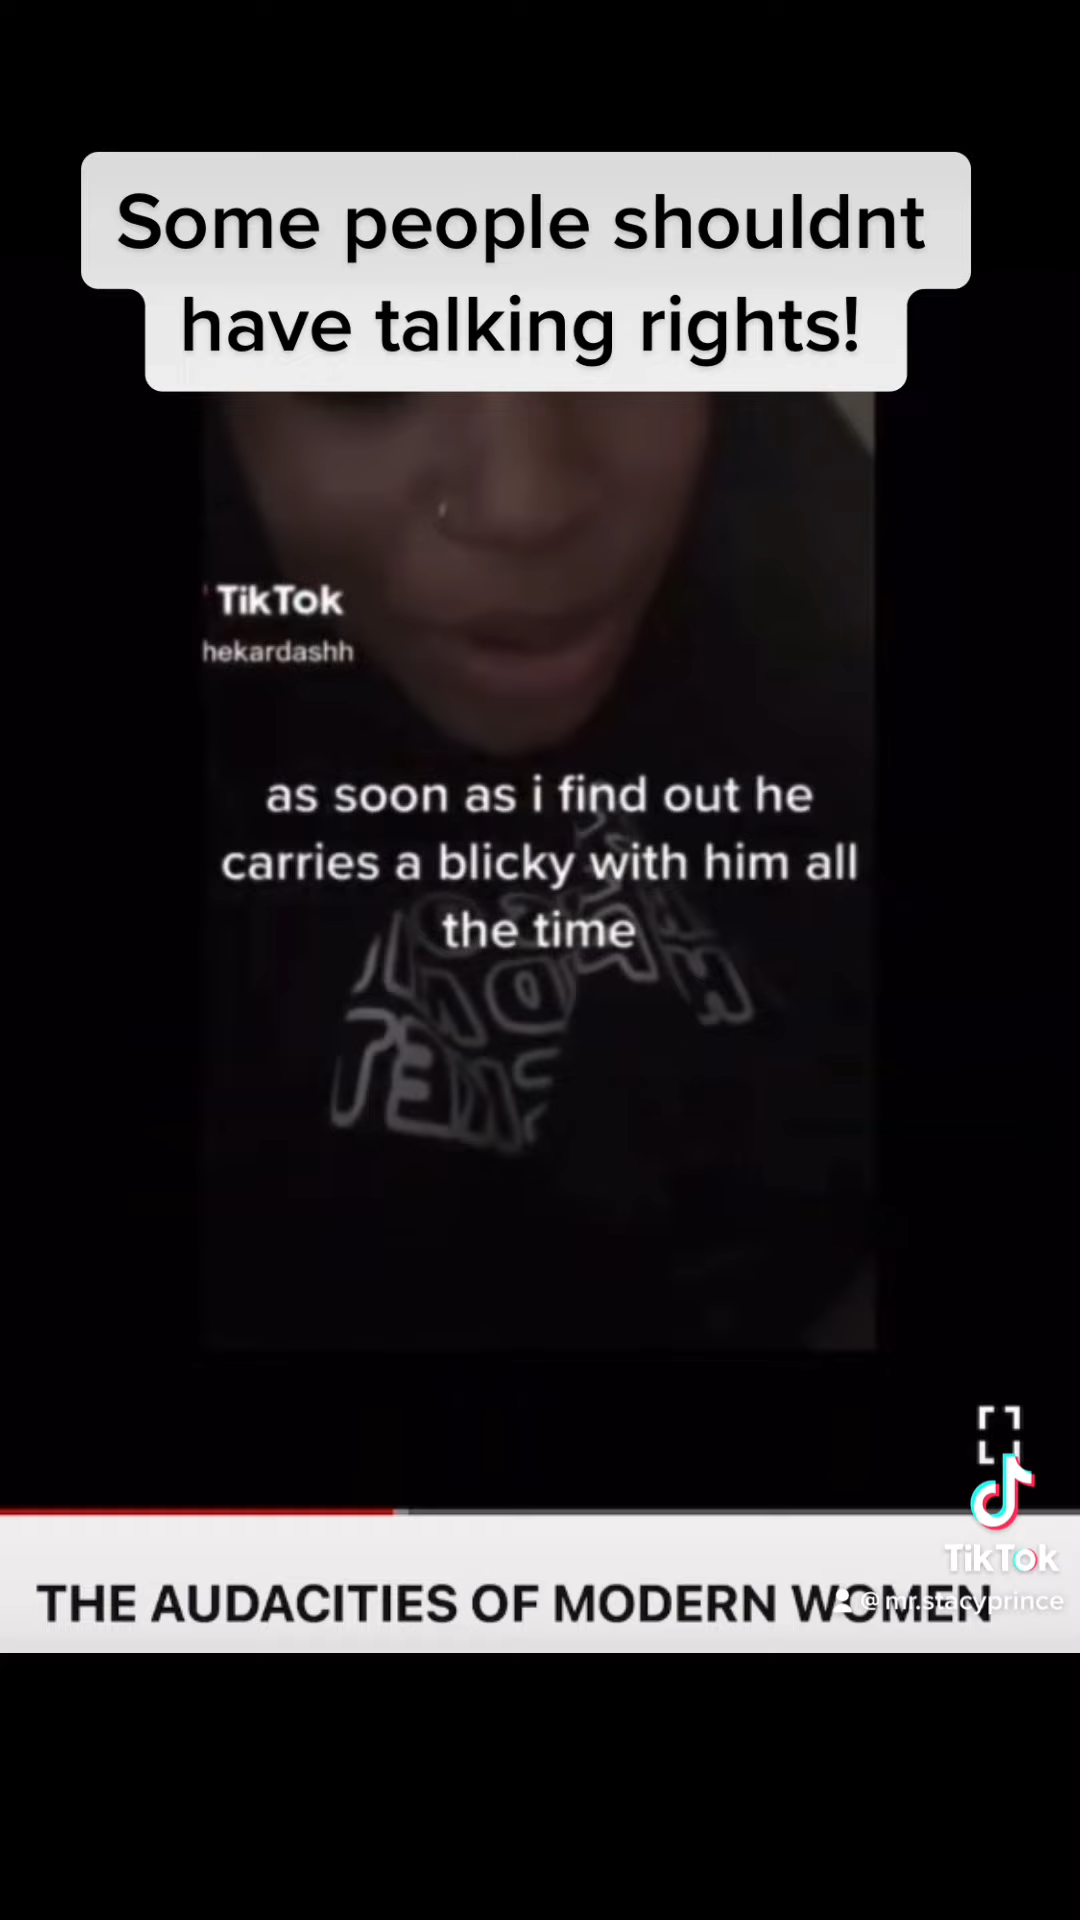 Some people shouldnt
have talking rights!
TikTok
hekardashh
as soon as i find out he
carries a blicky with him all
the time
TikTok
THE AUDACITIES OF MODERN WOMEN
@mr.stacyprince